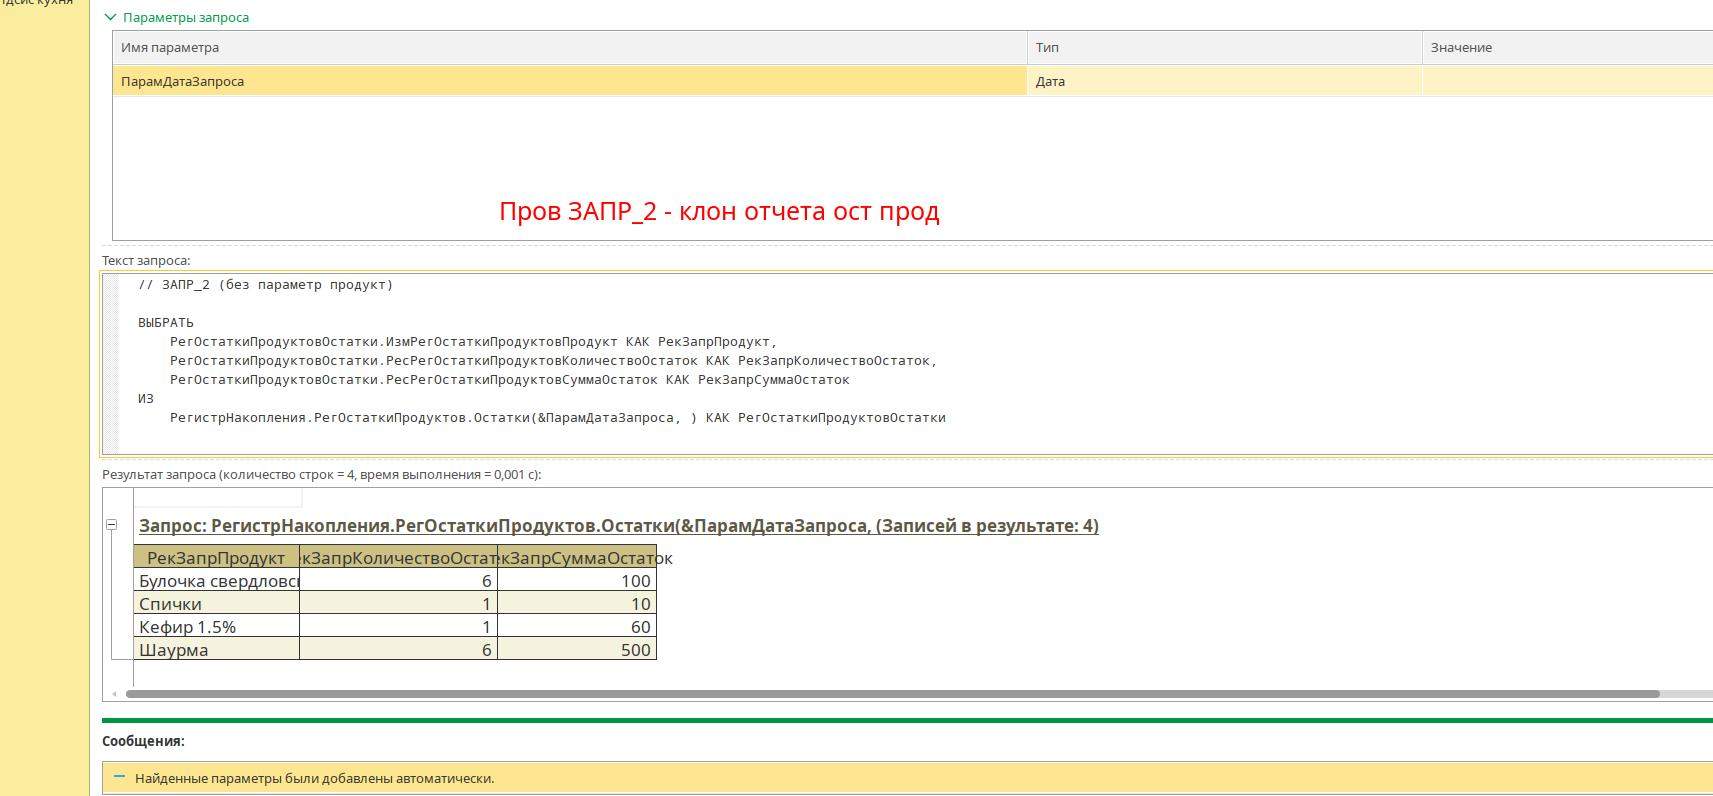 кухня
Параметры запроса
Имя параметра Тип Значение
ПарамДатаЗапроса Дата
Пров ЗАПР_2 - клон отчета ост прод
Текст запроса:
// ЗАПР_2 (без параметр продукт)
ВЫБРАТЬ
РегОстаткиПродуктовОстатки.ИзмРегОстаткиПродуктовПродукт КАК РекЗапрПродукт,
РегОстаткиПродуктовОстатки.РесРегОстаткиПродуктовКоличествоОстаток КАК РекЗапрКоличествоОстаток,
РегОстаткиПродуктовОстатки.РесРегОстаткиПродуктовСуммаОстаток КАК РекЗапрСуммаОстаток
ИЗ
РегистрНакопления.РегОстаткиПродуктов.Остатки(&ПарамДатаЗапроса, ) КАК РегОстаткиПродуктовОстатки
Результат запроса (количество строк = 4, время выполнения = 0,001 с):
Запрос: РегистрНакопления.РегОстаткиПродуктов.Остатки(&ПарамДатаЗапроса, (Записей в результате: 4)
РекЗапрПродукт екЗапрКоличествоОстат екЗапрСуммаОстаток
Булочка свердловс 6 100
Спички 1 10
Кефир 1.5% 1 60
Шаурма 6 500
Сообщения:
Найденные параметры были добавлены автоматически.